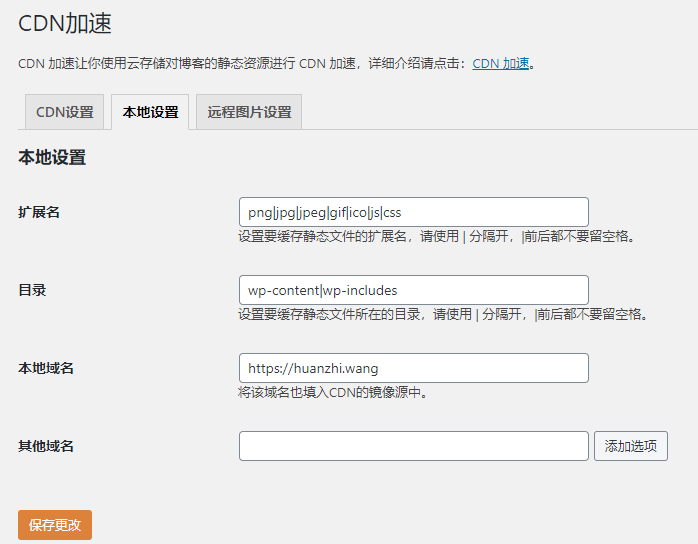 CDN加速
CDN 加速让你使用云存储对博客的静态资源进行 CDN 加速，详细介绍请点击：CDN 加速。
CDN设置 本地设置 远程图片设置
本地设置
扩展名 png|jpg|jpeg|gif|ico|js|css
设置要缓存静态文件的扩展名，请使用 | 分隔开，|前后都不要留空格。
目录 wp-content|wp-includes
设置要缓存静态文件所在的目录，请使用 | 分隔开，|前后都不要留空格。
本地域名 https://huanzhi.wang
将该域名也填入CDN的镜像源中。
其他域名 添加选项
保存更改